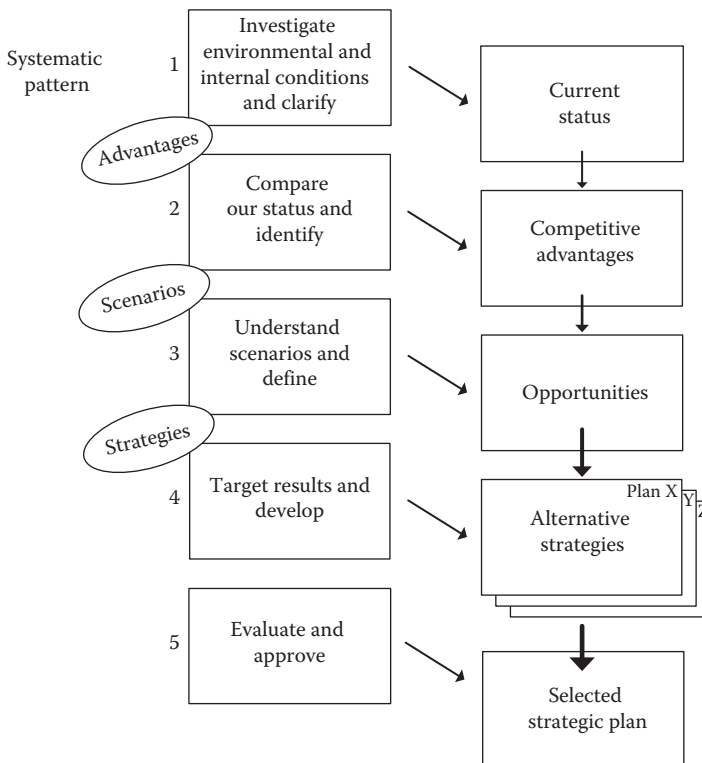 Systematic
pattern
1
Investigate
environmental and
internal conditions
and clarify
Current
status
Advantages
2
Compare
our status and
identify
Competitive
advantages
Scenarios
3
Understand
scenarios and
define
Opportunities
Strategies
4
Target results and
develop
Plan X
Y
Z
Alternative
strategies
5
Evaluate and
approve
Selected
strategic plan